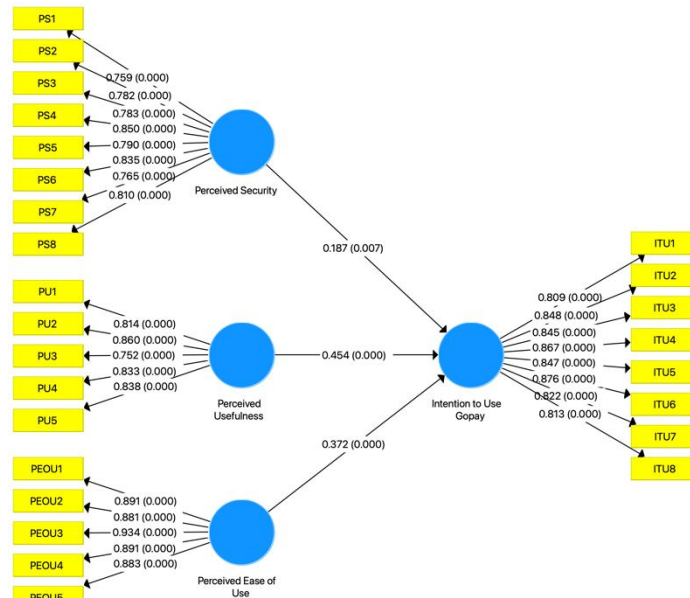 PS1
PS2
PS3
PS4
PS5
PS6
PS7
PS8
0.759 (0.000)
0.782 (0.000)
0.783 (0.000)
0.850 (0.000)
0.790 (0.000)
0.835 (0.000)
0.765 (0.000)
0.810 (0.000)
Perceived Security
0.187 (0.007)
PU1
PU2
PU3
PU4
PU5
0.814 (0.000)
0.860 (0.000)
0.752 (0.000)
0.833 (0.000)
0.838 (0.000)
Perceived
Usefulness
0.454 (0.000)
PEOU1
PEOU2
PEOU3
PEOU4
PEOU5
0.891 (0.000)
0.881 (0.000)
0.934 (0.000)
0.891 (0.000)
0.883 (0.000)
Perceived Ease of
Use
0.372 (0.000)
Intention to Use
Gopay
0.809 (0.000)
0.848 (0.000)
0.845 (0.000)
0.867 (0.000)
0.847 (0.000)
0.876 (0.000)
0.822 (0.000)
0.813 (0.000)
ITU1
ITU2
ITU3
ITU4
ITU5
ITU6
ITU7
ITU8